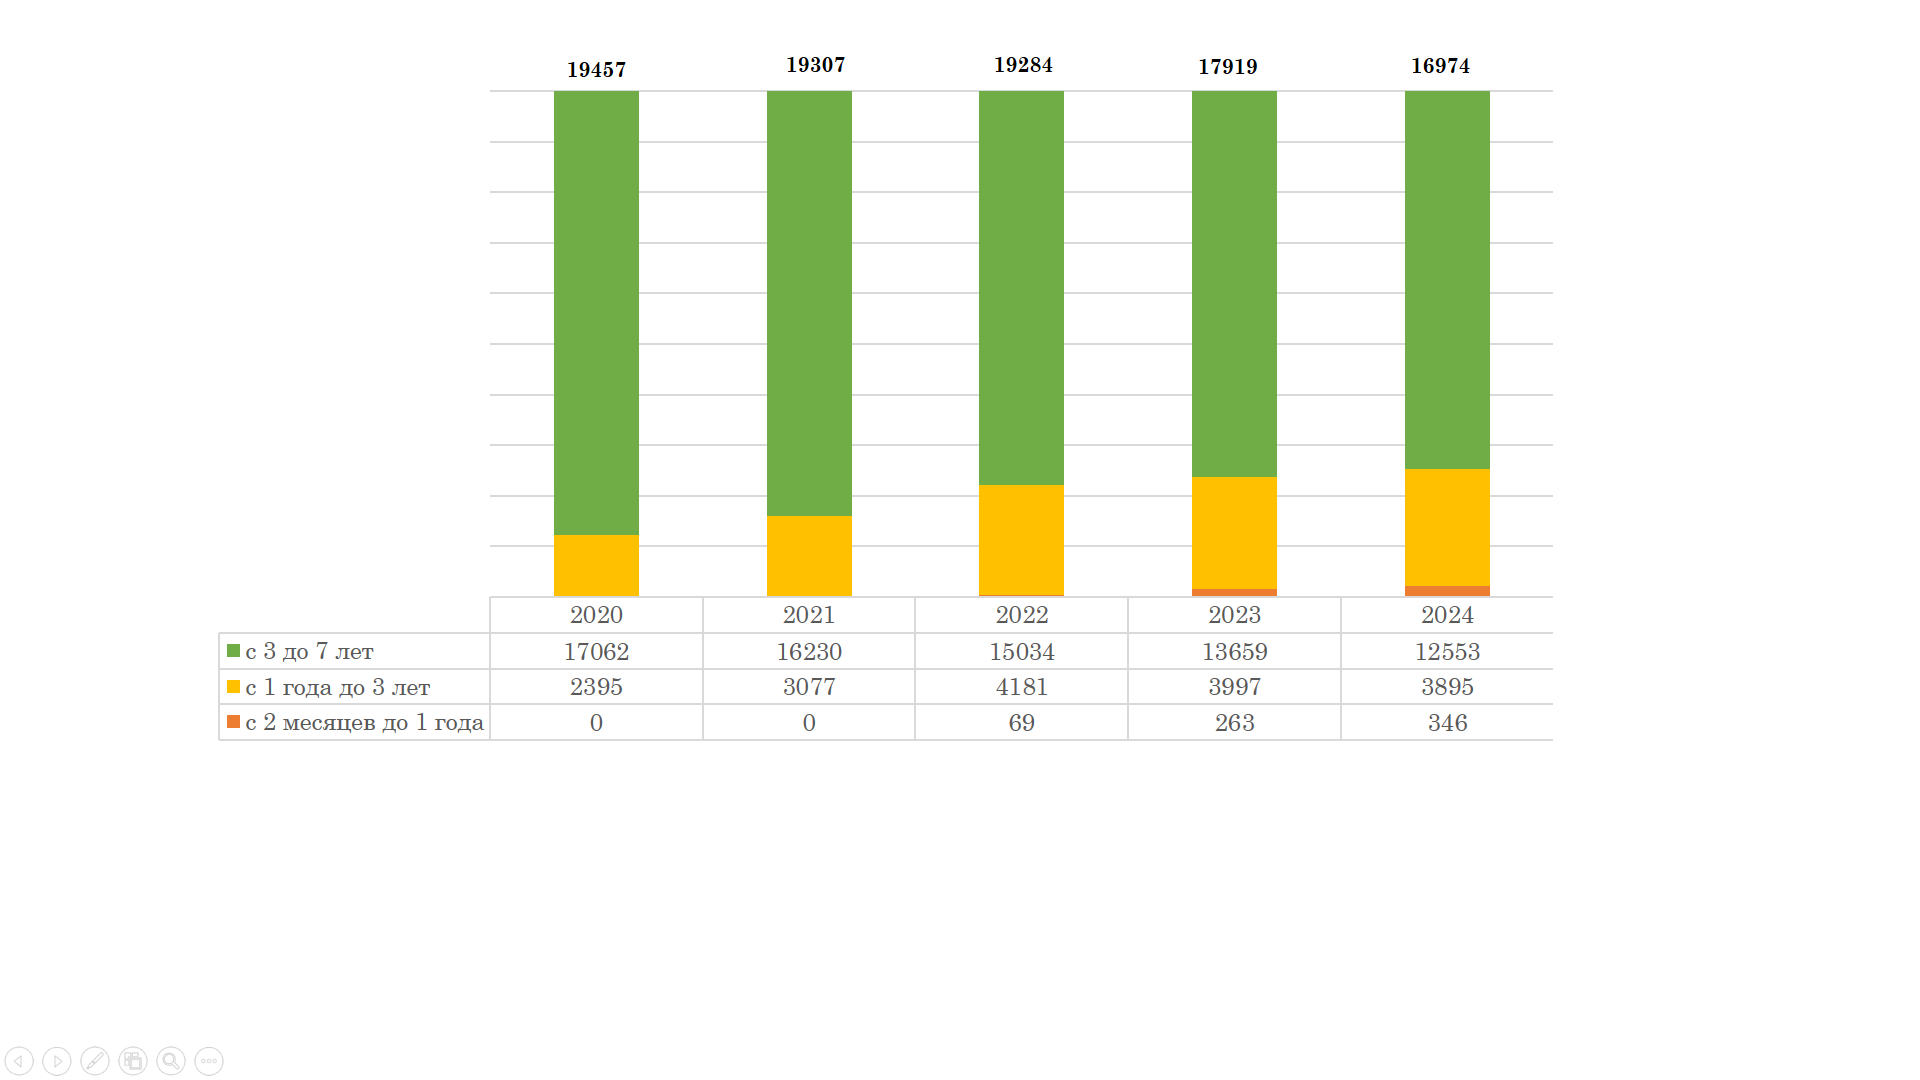 19457 19307 19284 17919 16974
2020 2021 2022 2023 2024
с 3 до 7 лет 17062 16230 15034 13659 12553
с 1 года до 3 лет 2395 3077 4181 3997 3895
с 2 месяцев до 1 года 0 0 69 263 346